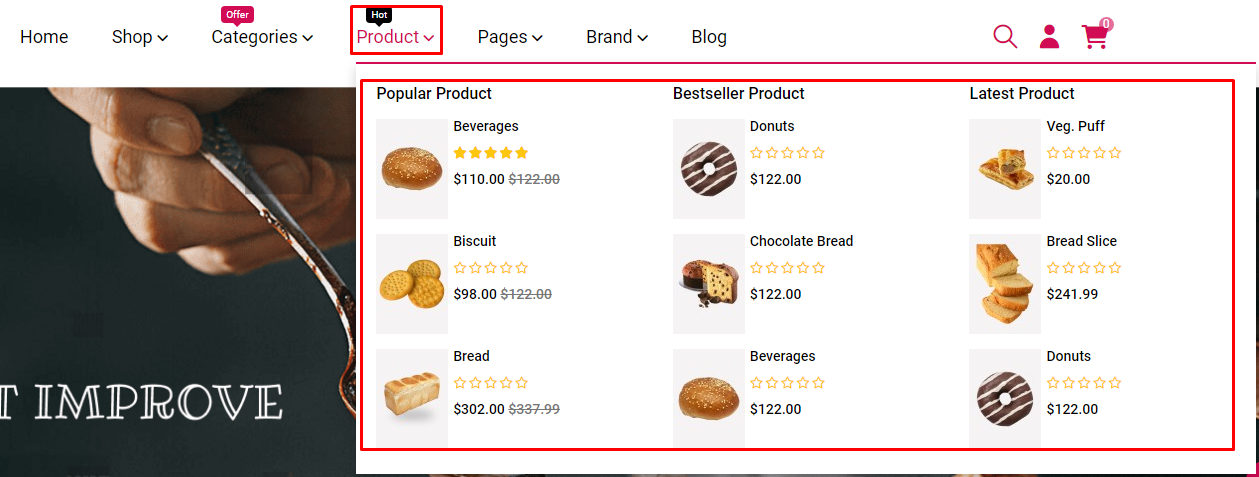 Offer
Hot
Home
Shop
Categories
Product
Pages
Brand
Blog
0
Popular Product
Beverages
$110.00 $122.00
Biscuit
$98.00 $122.00
Bread
$302.00 $337.99
Bestseller Product
Donuts
$122.00
Chocolate Bread
$122.00
Beverages
$122.00
Latest Product
Veg. Puff
$20.00
Bread Slice
$241.99
Donuts
$122.00
T IMPROVE